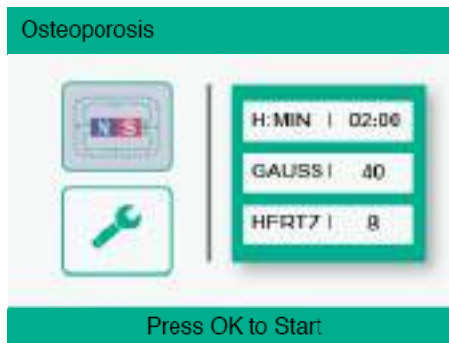 Osteoporosis
N S
H:MIN | 02:00
GAUSS | 40
HERTZ | 8
Press OK to Start